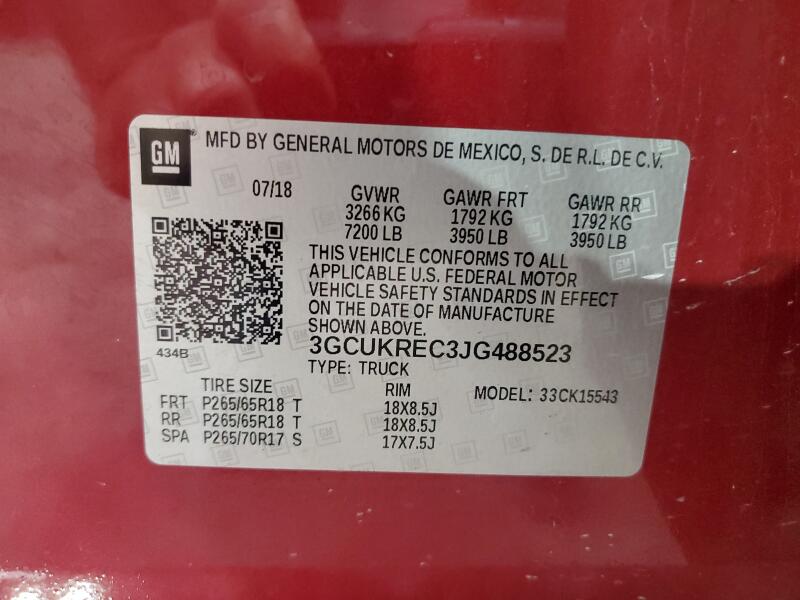 GM
MFD BY GENERAL MOTORS DE MEXICO, S. DE R.L. DE C.V.
07/18 GVWR GAWR FRT GAWR RR
3266 KG 1792 KG 1792 KG
7200 LB 3950 LB 3950 LB
THIS VEHICLE CONFORMS TO ALL
APPLICABLE U.S. FEDERAL MOTOR
VEHICLE SAFETY STANDARDS IN EFFECT
ON THE DATE OF MANUFACTURE
SHOWN ABOVE.
434B
3GCUKREC3JG488523
TYPE: TRUCK
TIRE SIZE RIM MODEL: 33CK15543
FRT P265/65R18 T 18X8.5J
RR P265/65R18 T 18X8.5J
SPA P265/70R17 S 17X7.5J